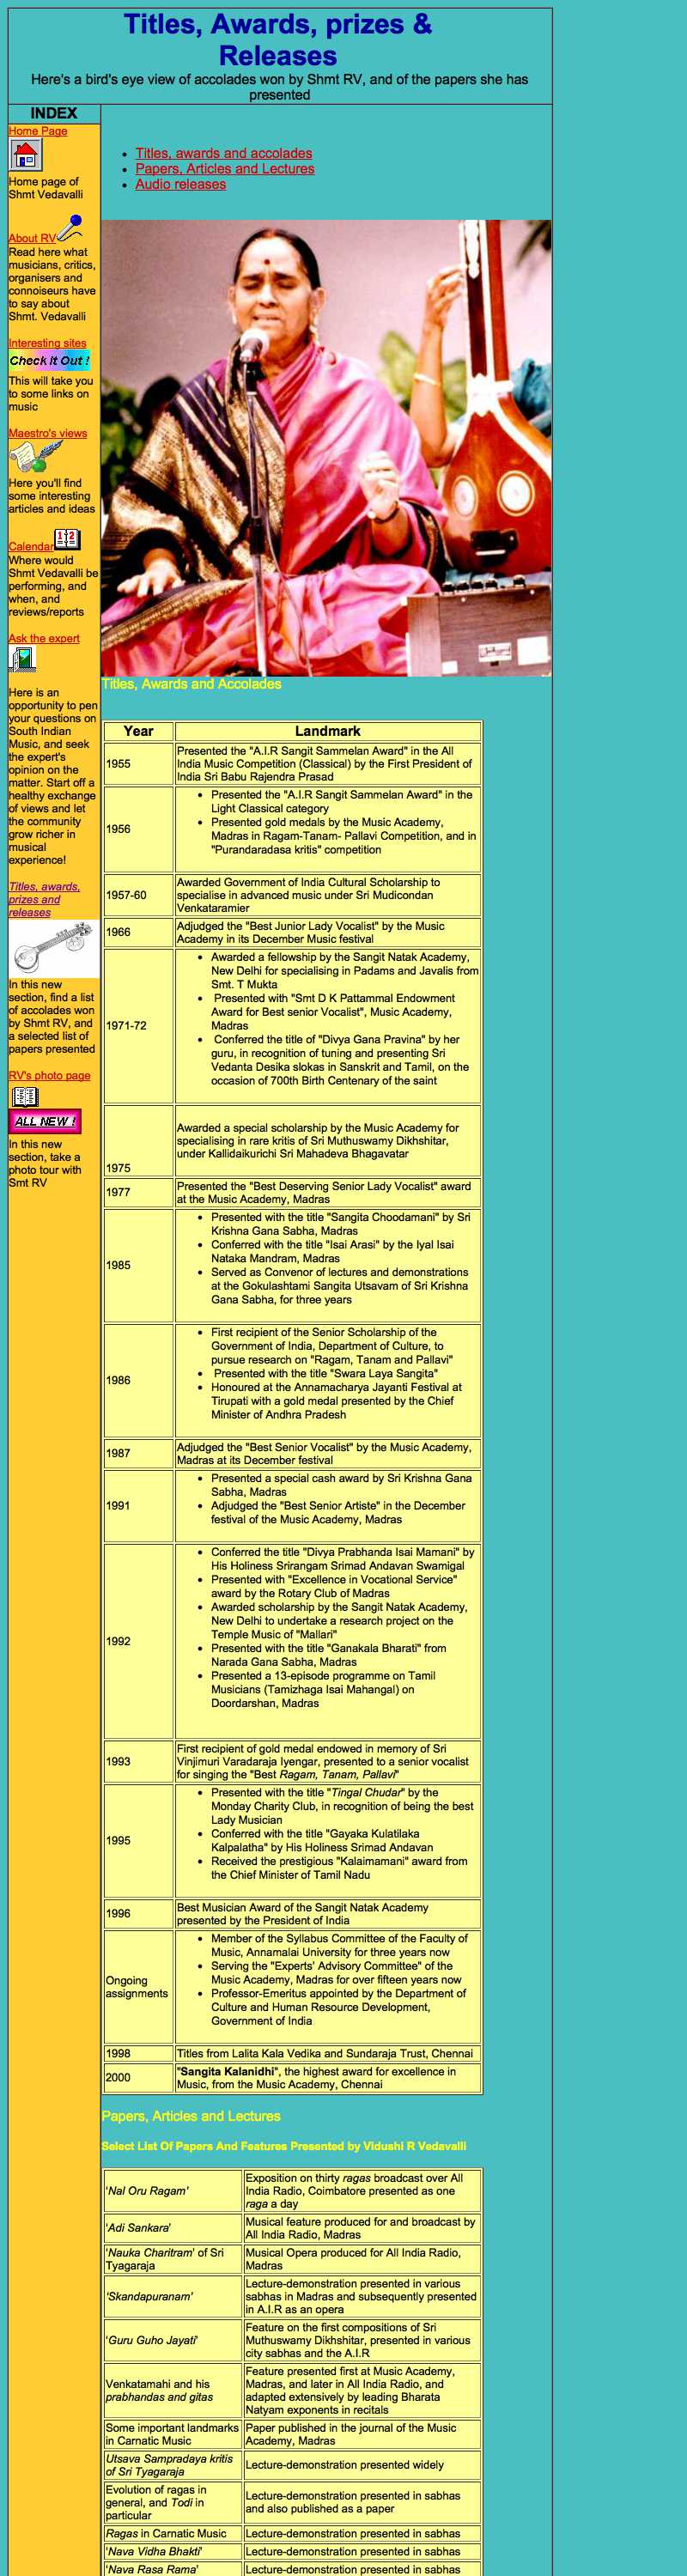 Titles, Awards, prizes &
Releases
Here's a bird's eye view of accolades won by Shmt RV, and of the papers she has
presented
INDEX
Home Page
Home page of
Shmt Vedavalli
About RV
Read here what
musicians, critics,
organisers and
connoiseurs have
to say about
Shmt. Vedavalli
Interesting sites
Check it Out !
This will take you
to some links on
music
Maestro's views
Here you'll find
some interesting
articles and ideas
Calendar
1 2
Where would
Shmt Vedavalli be
performing, and
when, and
reviews/reports
Ask the expert
Here is an
opportunity to pen
your questions on
South Indian
Music, and seek
the expert's
opinion on the
matter. Start off a
healthy exchange
of views and let
the community
grow richer in
musical
experience!
Titles, awards,
prizes and
releases
In this new
section, find a list
of accolades won
by Shmt RV, and
a selected list of
papers presented
RV's photo page
ALL NEW !
In this new
section, take a
photo tour with
Smt RV
• Titles, awards and accolades
• Papers, Articles and Lectures
• Audio releases
Titles, Awards and Accolades
Year Landmark
1955
Presented the "A.I.R Sangit Sammelan Award" in the All
India Music Competition (Classical) by the First President of
India Sri Babu Rajendra Prasad
1956
• Presented the "A.I.R Sangit Sammelan Award" in the
Light Classical category
• Presented gold medals by the Music Academy,
Madras in Ragam-Tanam- Pallavi Competition, and in
"Purandaradasa kritis" competition
1957-60
Awarded Government of India Cultural Scholarship to
specialise in advanced music under Sri Mudicondan
Venkataramier
1966
Adjudged the "Best Junior Lady Vocalist" by the Music
Academy in its December Music festival
1971-72
• Awarded a fellowship by the Sangit Natak Academy,
New Delhi for specialising in Padams and Javalis from
Smt. T Mukta
• Presented with "Smt D K Pattammal Endowment
Award for Best senior Vocalist", Music Academy,
Madras
• Conferred the title of "Divya Gana Pravina" by her
guru, in recognition of tuning and presenting Sri
Vedanta Desika slokas in Sanskrit and Tamil, on the
occasion of 700th Birth Centenary of the saint
1975
Awarded a special scholarship by the Music Academy for
specialising in rare kritis of Sri Muthuswamy Dikhshitar,
under Kallidaikurichi Sri Mahadeva Bhagavatar
1977
Presented the "Best Deserving Senior Lady Vocalist" award
at the Music Academy, Madras
1985
• Presented with the title "Sangita Choodamani" by Sri
Krishna Gana Sabha, Madras
• Conferred with the title "Isai Arasi" by the Iyal Isai
Nataka Mandram, Madras
• Served as Convenor of lectures and demonstrations
at the Gokulashtami Sangita Utsavam of Sri Krishna
Gana Sabha, for three years
1986
• First recipient of the Senior Scholarship of the
Government of India, Department of Culture, to
pursue research on "Ragam, Tanam and Pallavi"
• Presented with the title "Swara Laya Sangita"
• Honoured at the Annamacharya Jayanti Festival at
Tirupati with a gold medal presented by the Chief
Minister of Andhra Pradesh
1987
Adjudged the "Best Senior Vocalist" by the Music Academy,
Madras at its December festival
1991
• Presented a special cash award by Sri Krishna Gana
Sabha, Madras
• Adjudged the "Best Senior Artiste" in the December
festival of the Music Academy, Madras
1992
• Conferred the title "Divya Prabhanda Isai Mamani" by
His Holiness Srirangam Srimad Andavan Swamigal
• Presented with "Excellence in Vocational Service"
award by the Rotary Club of Madras
• Awarded scholarship by the Sangit Natak Academy,
New Delhi to undertake a research project on the
Temple Music of "Mallari"
• Presented with the title "Ganakala Bharati" from
Narada Gana Sabha, Madras
• Presented a 13-episode programme on Tamil
Musicians (Tamizhaga Isai Mahangal) on
Doordarshan, Madras
1993
First recipient of gold medal endowed in memory of Sri
Vinjimuri Varadaraja Iyengar, presented to a senior vocalist
for singing the "Best Ragam, Tanam, Pallavi"
1995
• Presented with the title "Tingal Chudar" by the
Monday Charity Club, in recognition of being the best
Lady Musician
• Conferred with the title "Gayaka Kulatilaka
Kalpalatha" by His Holiness Srimad Andavan
• Received the prestigious "Kalaimamani" award from
the Chief Minister of Tamil Nadu
1996
Best Musician Award of the Sangit Natak Academy
presented by the President of India
Ongoing
assignments
• Member of the Syllabus Committee of the Faculty of
Music, Annamalai University for three years now
• Serving the "Experts' Advisory Committee" of the
Music Academy, Madras for over fifteen years now
• Professor-Emeritus appointed by the Department of
Culture and Human Resource Development,
Government of India
1998
Titles from Lalita Kala Vedika and Sundaraja Trust, Chennai
2000
"Sangita Kalanidhi", the highest award for excellence in
Music, from the Music Academy, Chennai
Papers, Articles and Lectures
Select List Of Papers And Features Presented by Vidushi R Vedavalli
'Nal Oru Ragam'
Exposition on thirty ragas broadcast over All
India Radio, Coimbatore presented as one
raga a day
'Adi Sankara'
Musical feature produced for and broadcast by
All India Radio, Madras
'Nauka Charitram' of Sri
Tyagaraja
Musical Opera produced for All India Radio,
Madras
'Skandapuranam'
Lecture-demonstration presented in various
sabhas in Madras and subsequently presented
in A.I.R as an opera
'Guru Guho Jayati'
Feature on the first compositions of Sri
Muthuswamy Dikhshitar, presented in various
city sabhas and the A.I.R
Venkatamahi and his
prabhandas and gitas
Feature presented first at Music Academy,
Madras, and later in All India Radio, and
adapted extensively by leading Bharata
Natyam exponents in recitals
Some important landmarks
in Carnatic Music
Paper published in the journal of the Music
Academy, Madras
Utsava Sampradaya kritis
of Sri Tyagaraja
Lecture-demonstration presented widely
Evolution of ragas in
general, and Todi in
particular
Lecture-demonstration presented in sabhas
and also published as a paper
Ragas in Carnatic Music
Lecture-demonstration presented in sabhas
'Nava Vidha Bhakti'
Lecture-demonstration presented in sabhas
'Nava Rasa Rama'
Lecture-demonstration presented in sabhas